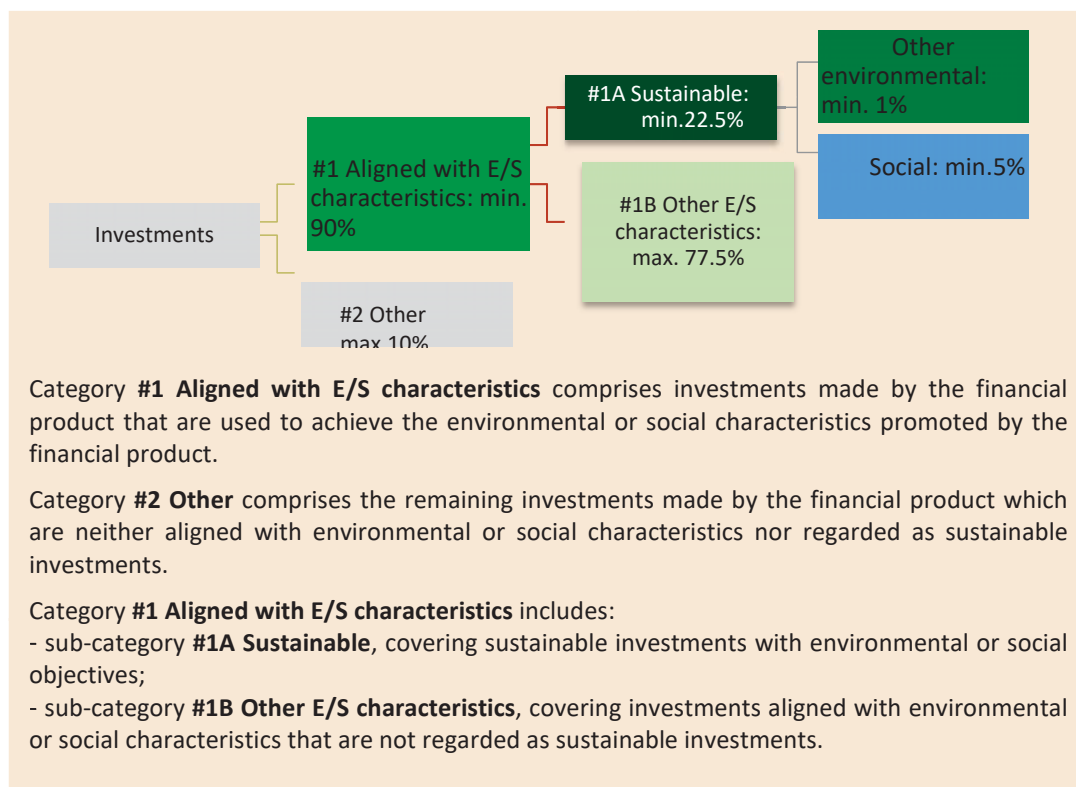 Other
environmental:
min. 1%
#1A Sustainable:
min.22.5%
Social: min.5%
#1 Aligned with E/S
characteristics: min.
90%
#1B Other E/S
characteristics:
max. 77.5%
Investments
#2 Other
max 10%
Category #1 Aligned with E/S characteristics comprises investments made by the financial
product that are used to achieve the environmental or social characteristics promoted by the
financial product.
Category #2 Other comprises the remaining investments made by the financial product which
are neither aligned with environmental or social characteristics nor regarded as sustainable
investments.
Category #1 Aligned with E/S characteristics includes:
- sub-category #1A Sustainable, covering sustainable investments with environmental or social
objectives;
- sub-category #1B Other E/S characteristics, covering investments aligned with environmental
or social characteristics that are not regarded as sustainable investments.